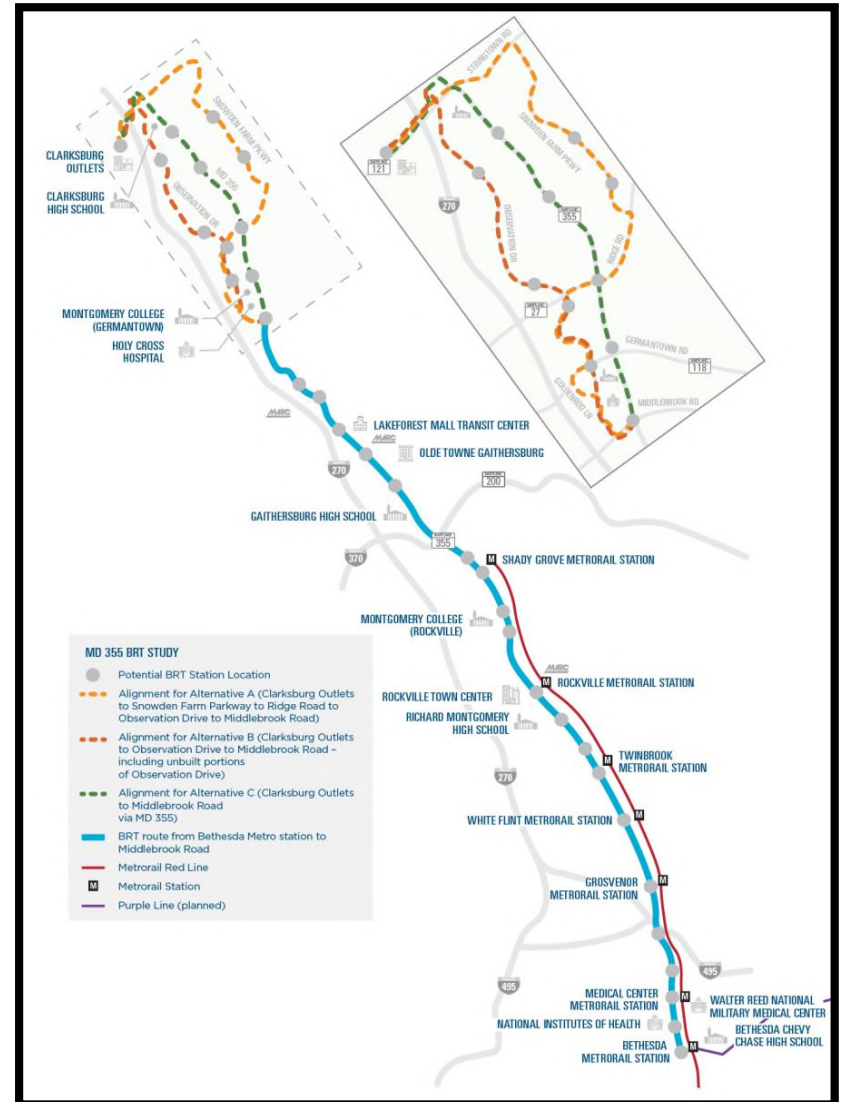 STRINGTOWN RD
SNOWDEN FARM PKWY
MARYLAND
121
270
OBSERVATION DR
MARYLAND
355
RIDGE RD
MARYLAND
27
GERMANTOWN RD
MARYLAND
118
GOLDENROD LN
MIDDLEBROOK RD
SNOWDEN FARM PKWY
MD 355
OBSERVATION DR
CLARKSBURG
OUTLETS
CLARKSBURG
HIGH SCHOOL
MONTGOMERY COLLEGE
(GERMANTOWN)
HOLY CROSS
HOSPITAL
MARC
LAKEFOREST MALL TRANSIT CENTER
MARC
OLDE TOWNE GAITHERSBURG
270
MARYLAND
200
GAITHERSBURG HIGH SCHOOL
MARYLAND
355
370
M
SHADY GROVE METRORAIL STATION
MONTGOMERY COLLEGE
(ROCKVILLE)
MARC
M
ROCKVILLE METRORAIL STATION
ROCKVILLE TOWN CENTER
RICHARD MONTGOMERY
HIGH SCHOOL
M
TWINBROOK
METRORAIL STATION
270
WHITE FLINT METRORAIL STATION
M
GROSVENOR
METRORAIL STATION
M
495
495
MEDICAL CENTER
METRORAIL STATION
M
WALTER REED NATIONAL
MILITARY MEDICAL CENTER
NATIONAL INSTITUTES OF HEALTH
BETHESDA CHEVY
CHASE HIGH SCHOOL
BETHESDA
METRORAIL STATION
M
MD 355 BRT STUDY
Potential BRT Station Location
Alignment for Alternative A (Clarksburg Outlets
to Snowden Farm Parkway to Ridge Road to
Observation Drive to Middlebrook Road)
Alignment for Alternative B (Clarksburg Outlets
to Observation Drive to Middlebrook Road –
including unbuilt portions
of Observation Drive)
Alignment for Alternative C (Clarksburg Outlets
to Middlebrook Road
via MD 355)
BRT route from Bethesda Metro station to
Middlebrook Road
Metrorail Red Line
M
Metrorail Station
Purple Line (planned)